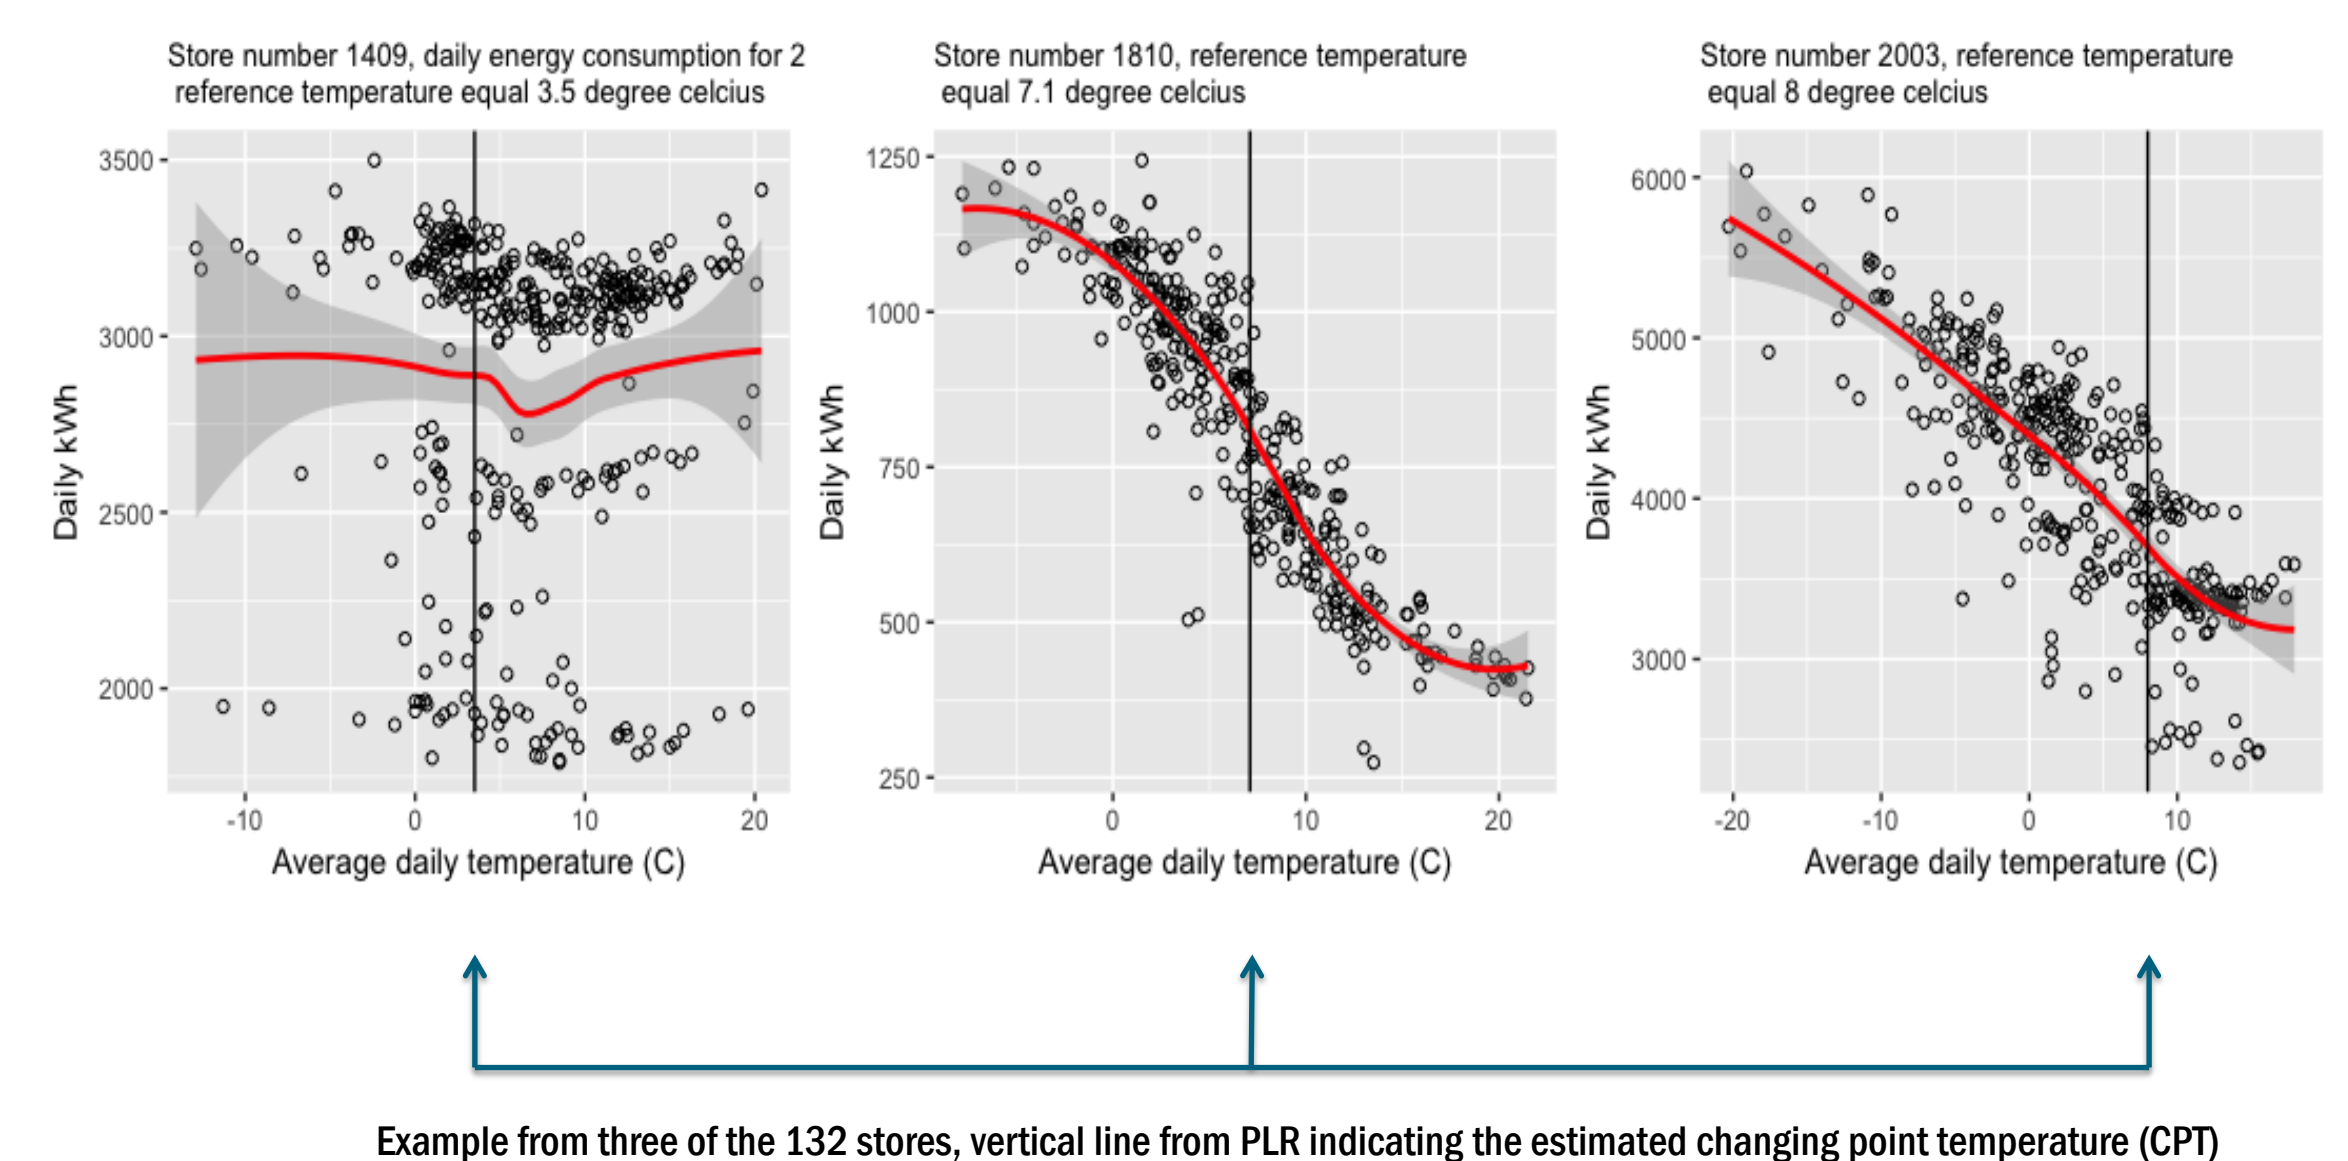 Store number 1409, daily energy consumption for 2
reference temperature equal 3.5 degree celcius
3500
3000
2500
2000
Daily kWh
-10
0
10
20
Average daily temperature (C)
Store number 1810, reference temperature
equal 7.1 degree celcius
1250
1000
750
500
250
Daily kWh
0
10
20
Average daily temperature (C)
Store number 2003, reference temperature
equal 8 degree celcius
6000
5000
4000
3000
Daily kWh
-20
-10
0
10
Average daily temperature (C)
Example from three of the 132 stores, vertical line from PLR indicating the estimated changing point temperature (CPT)